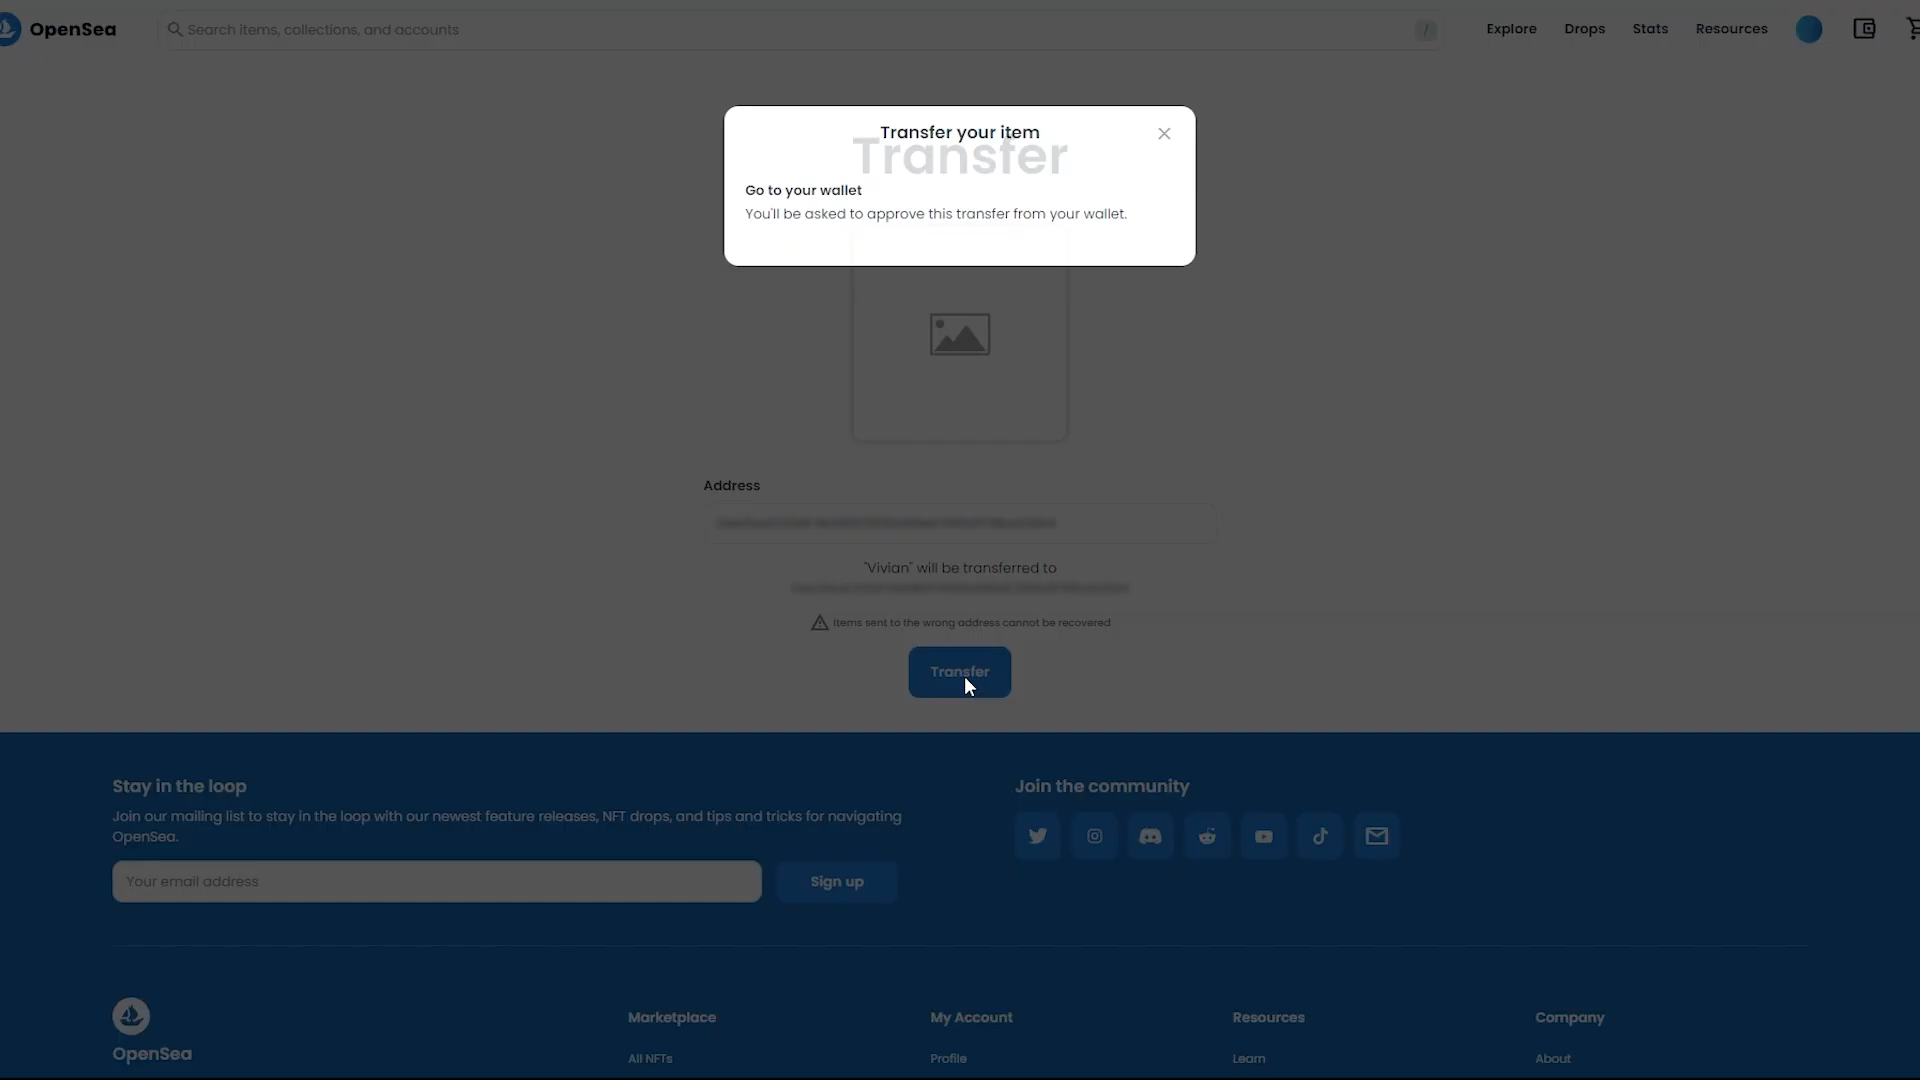 OpenSea
Search items, collections, and accounts
/
Explore
Drops
Stats
Resources
Transfer your item
Transfer
Go to your wallet
You'll be asked to approve this transfer from your wallet.
Address
"Vivian" will be transferred to
Items sent to the wrong address cannot be recovered
Transfer
Stay in the loop
Join our mailing list to stay in the loop with our newest feature releases, NFT drops, and tips and tricks for navigating
OpenSea.
Your email address
Sign up
Join the community
OpenSea
Marketplace
All NFTs
My Account
Profile
Resources
Learn
Company
About